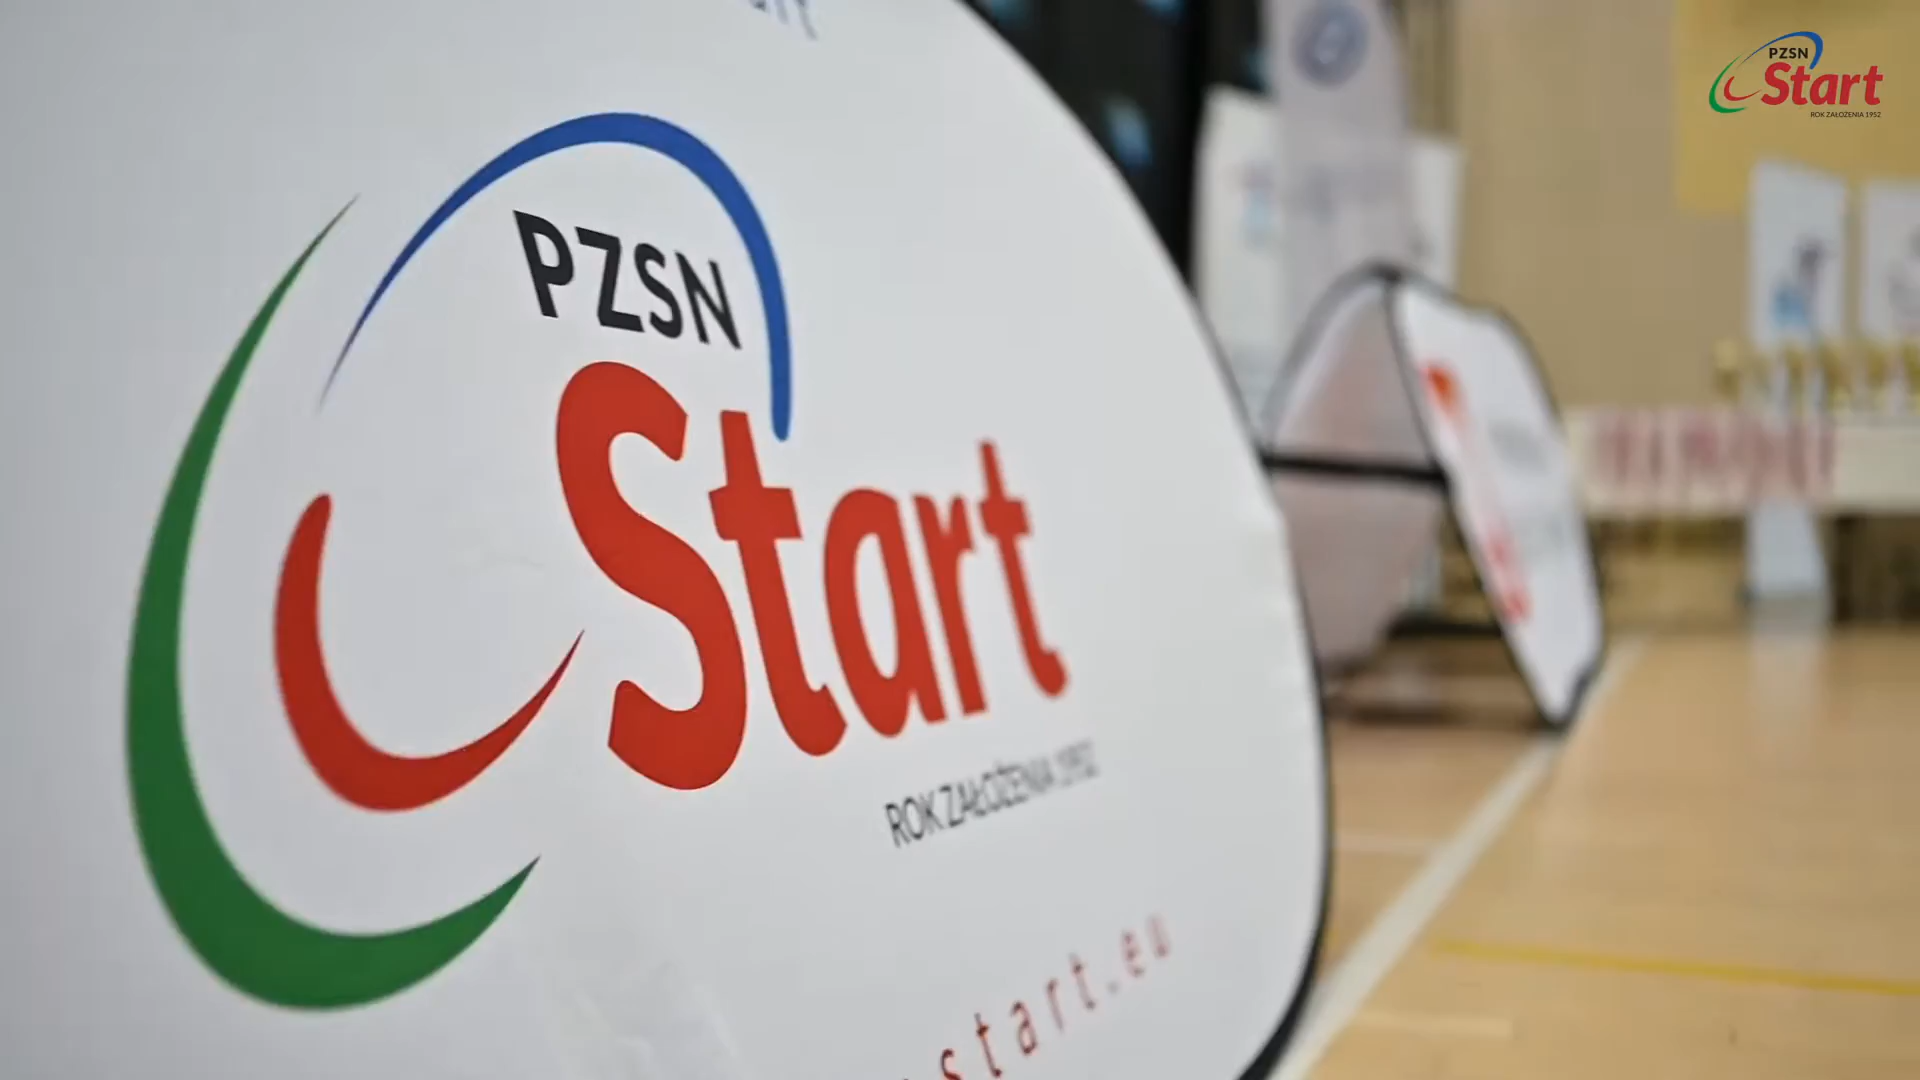 PZSN
Start
ROK ZAŁOŻENIA 1952
start.eu
PZSN
Start
ROK ZAŁOŻENIA 1952